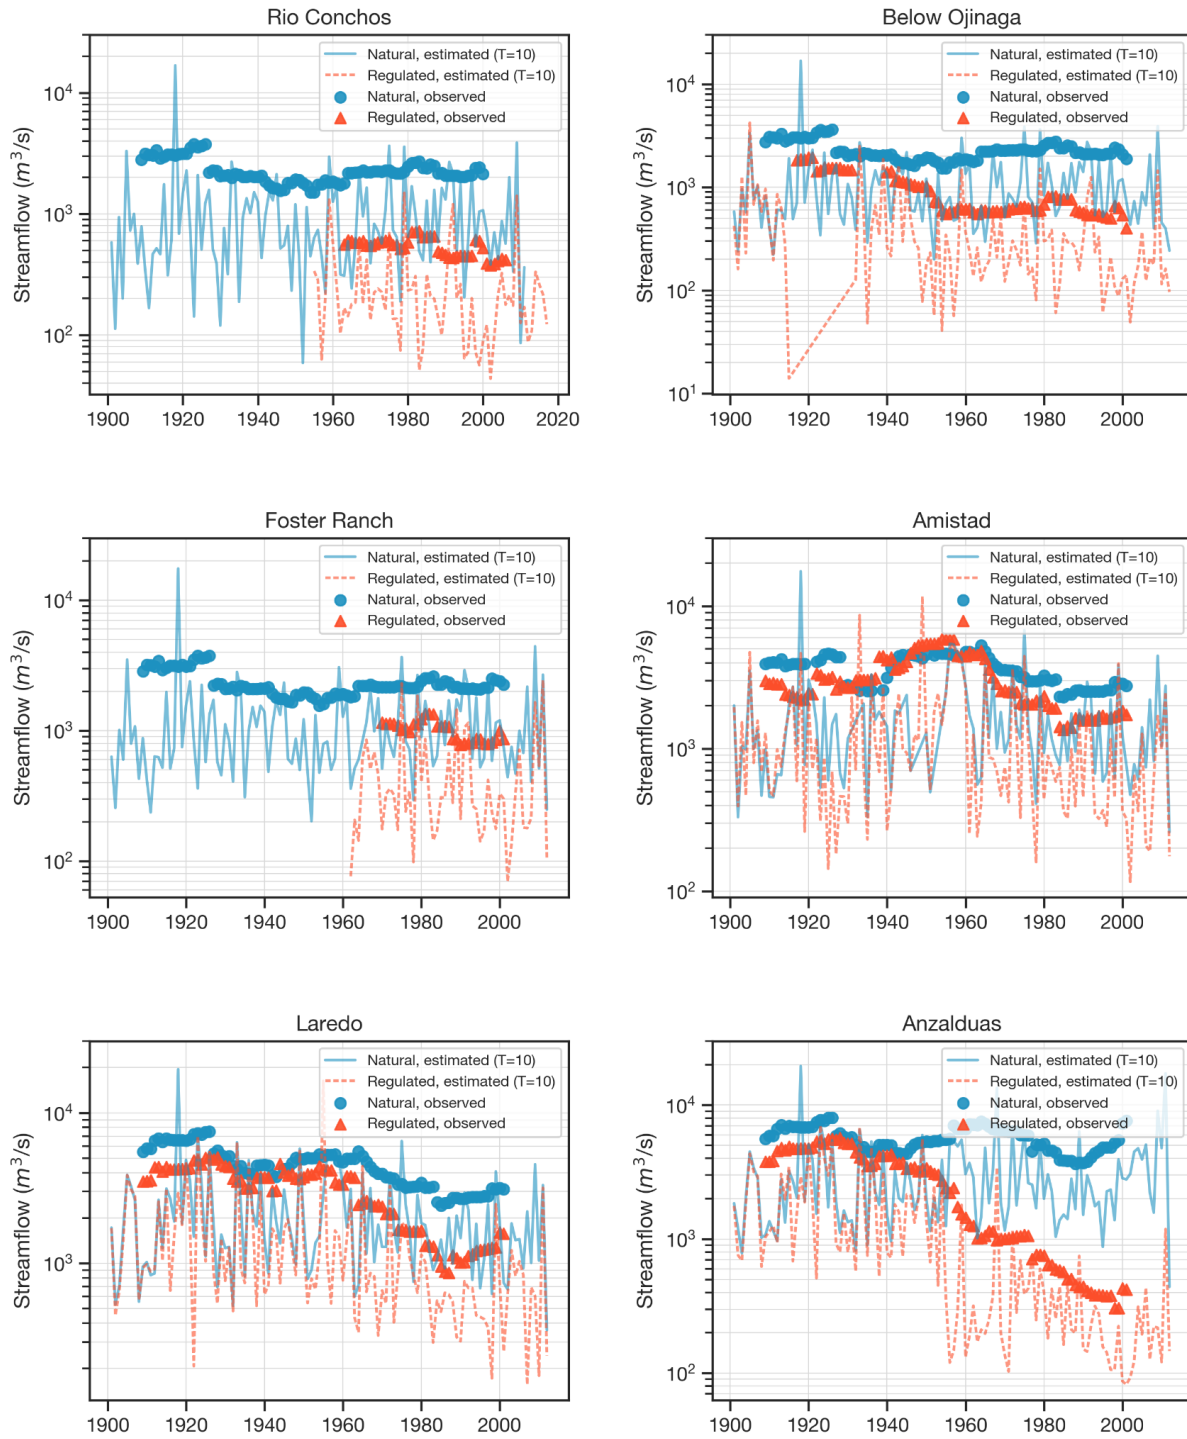 Rio Conchos
Streamflow (m³/s)
10⁴
10³
10²
Natural, estimated (T=10)
Regulated, estimated (T=10)
Natural, observed
Regulated, observed
1900 1920 1940 1960 1980 2000 2020
Below Ojinaga
Streamflow (m³/s)
10⁴
10³
10²
10¹
Natural, estimated (T=10)
Regulated, estimated (T=10)
Natural, observed
Regulated, observed
1900 1920 1940 1960 1980 2000
Foster Ranch
Streamflow (m³/s)
10⁴
10³
10²
Natural, estimated (T=10)
Regulated, estimated (T=10)
Natural, observed
Regulated, observed
1900 1920 1940 1960 1980 2000
Amistad
Streamflow (m³/s)
10⁴
10³
10²
Natural, estimated (T=10)
Regulated, estimated (T=10)
Natural, observed
Regulated, observed
1900 1920 1940 1960 1980 2000
Laredo
Streamflow (m³/s)
10⁴
10³
Natural, estimated (T=10)
Regulated, estimated (T=10)
Natural, observed
Regulated, observed
1900 1920 1940 1960 1980 2000
Anzalduas
Streamflow (m³/s)
10⁴
10³
10²
Natural, estimated (T=10)
Regulated, estimated (T=10)
Natural, observed
Regulated, observed
1900 1920 1940 1960 1980 2000